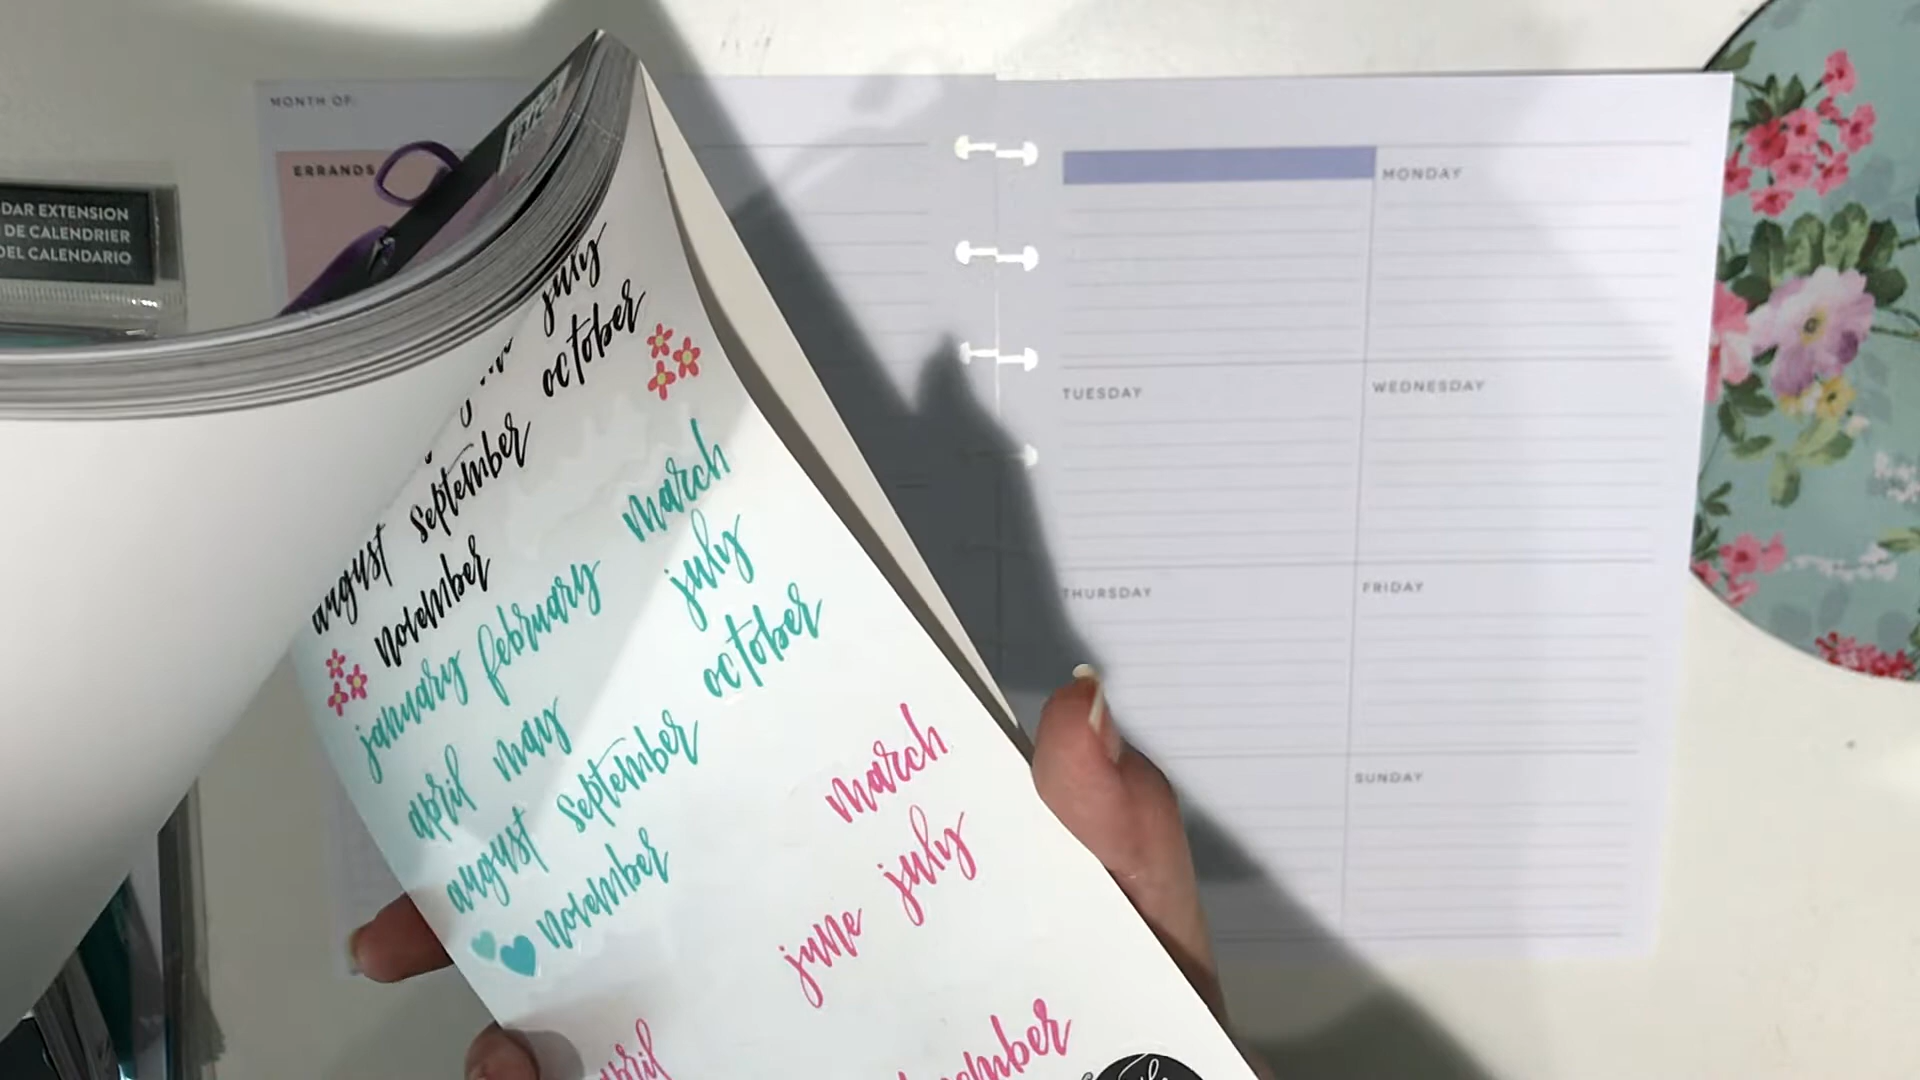 MONTH OF:
ERRANDS
DAR EXTENSION
DE CALENDRIER
DEL CALENDARIO
july
october
august september
november
january february march
april may july
august september october
november
march
june july
april
MONDAY
TUESDAY
WEDNESDAY
THURSDAY
FRIDAY
SUNDAY